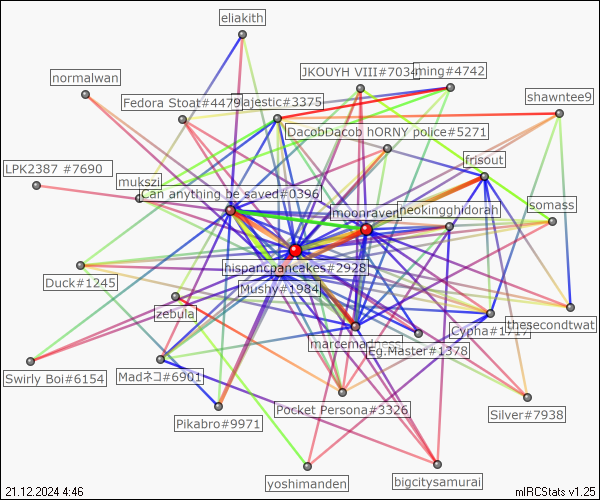 eliakith
normalwan
JKOUYH VIII#7034
ming#4742
Fedora Stoat#4479
ajestic#3375
shawntee9
DacobDacob hORNY police#5271
frisout
LPK2387 #7690
mukszi
Can anything be saved#0396
moonraven
neokingghidorah
somass
hispancpancakes#2928
Duck#1245
Mushy#1984
zebula
marcemadness
Cypha#1717
thesecondtwat
Eg.Master#1378
Swirly Boi#6154
Madネコ#6901
Pikabro#9971
Pocket Persona#3326
Silver#7938
yoshimanden
bigcitysamurai
21.12.2024 4:46
mIRCStats v1.25